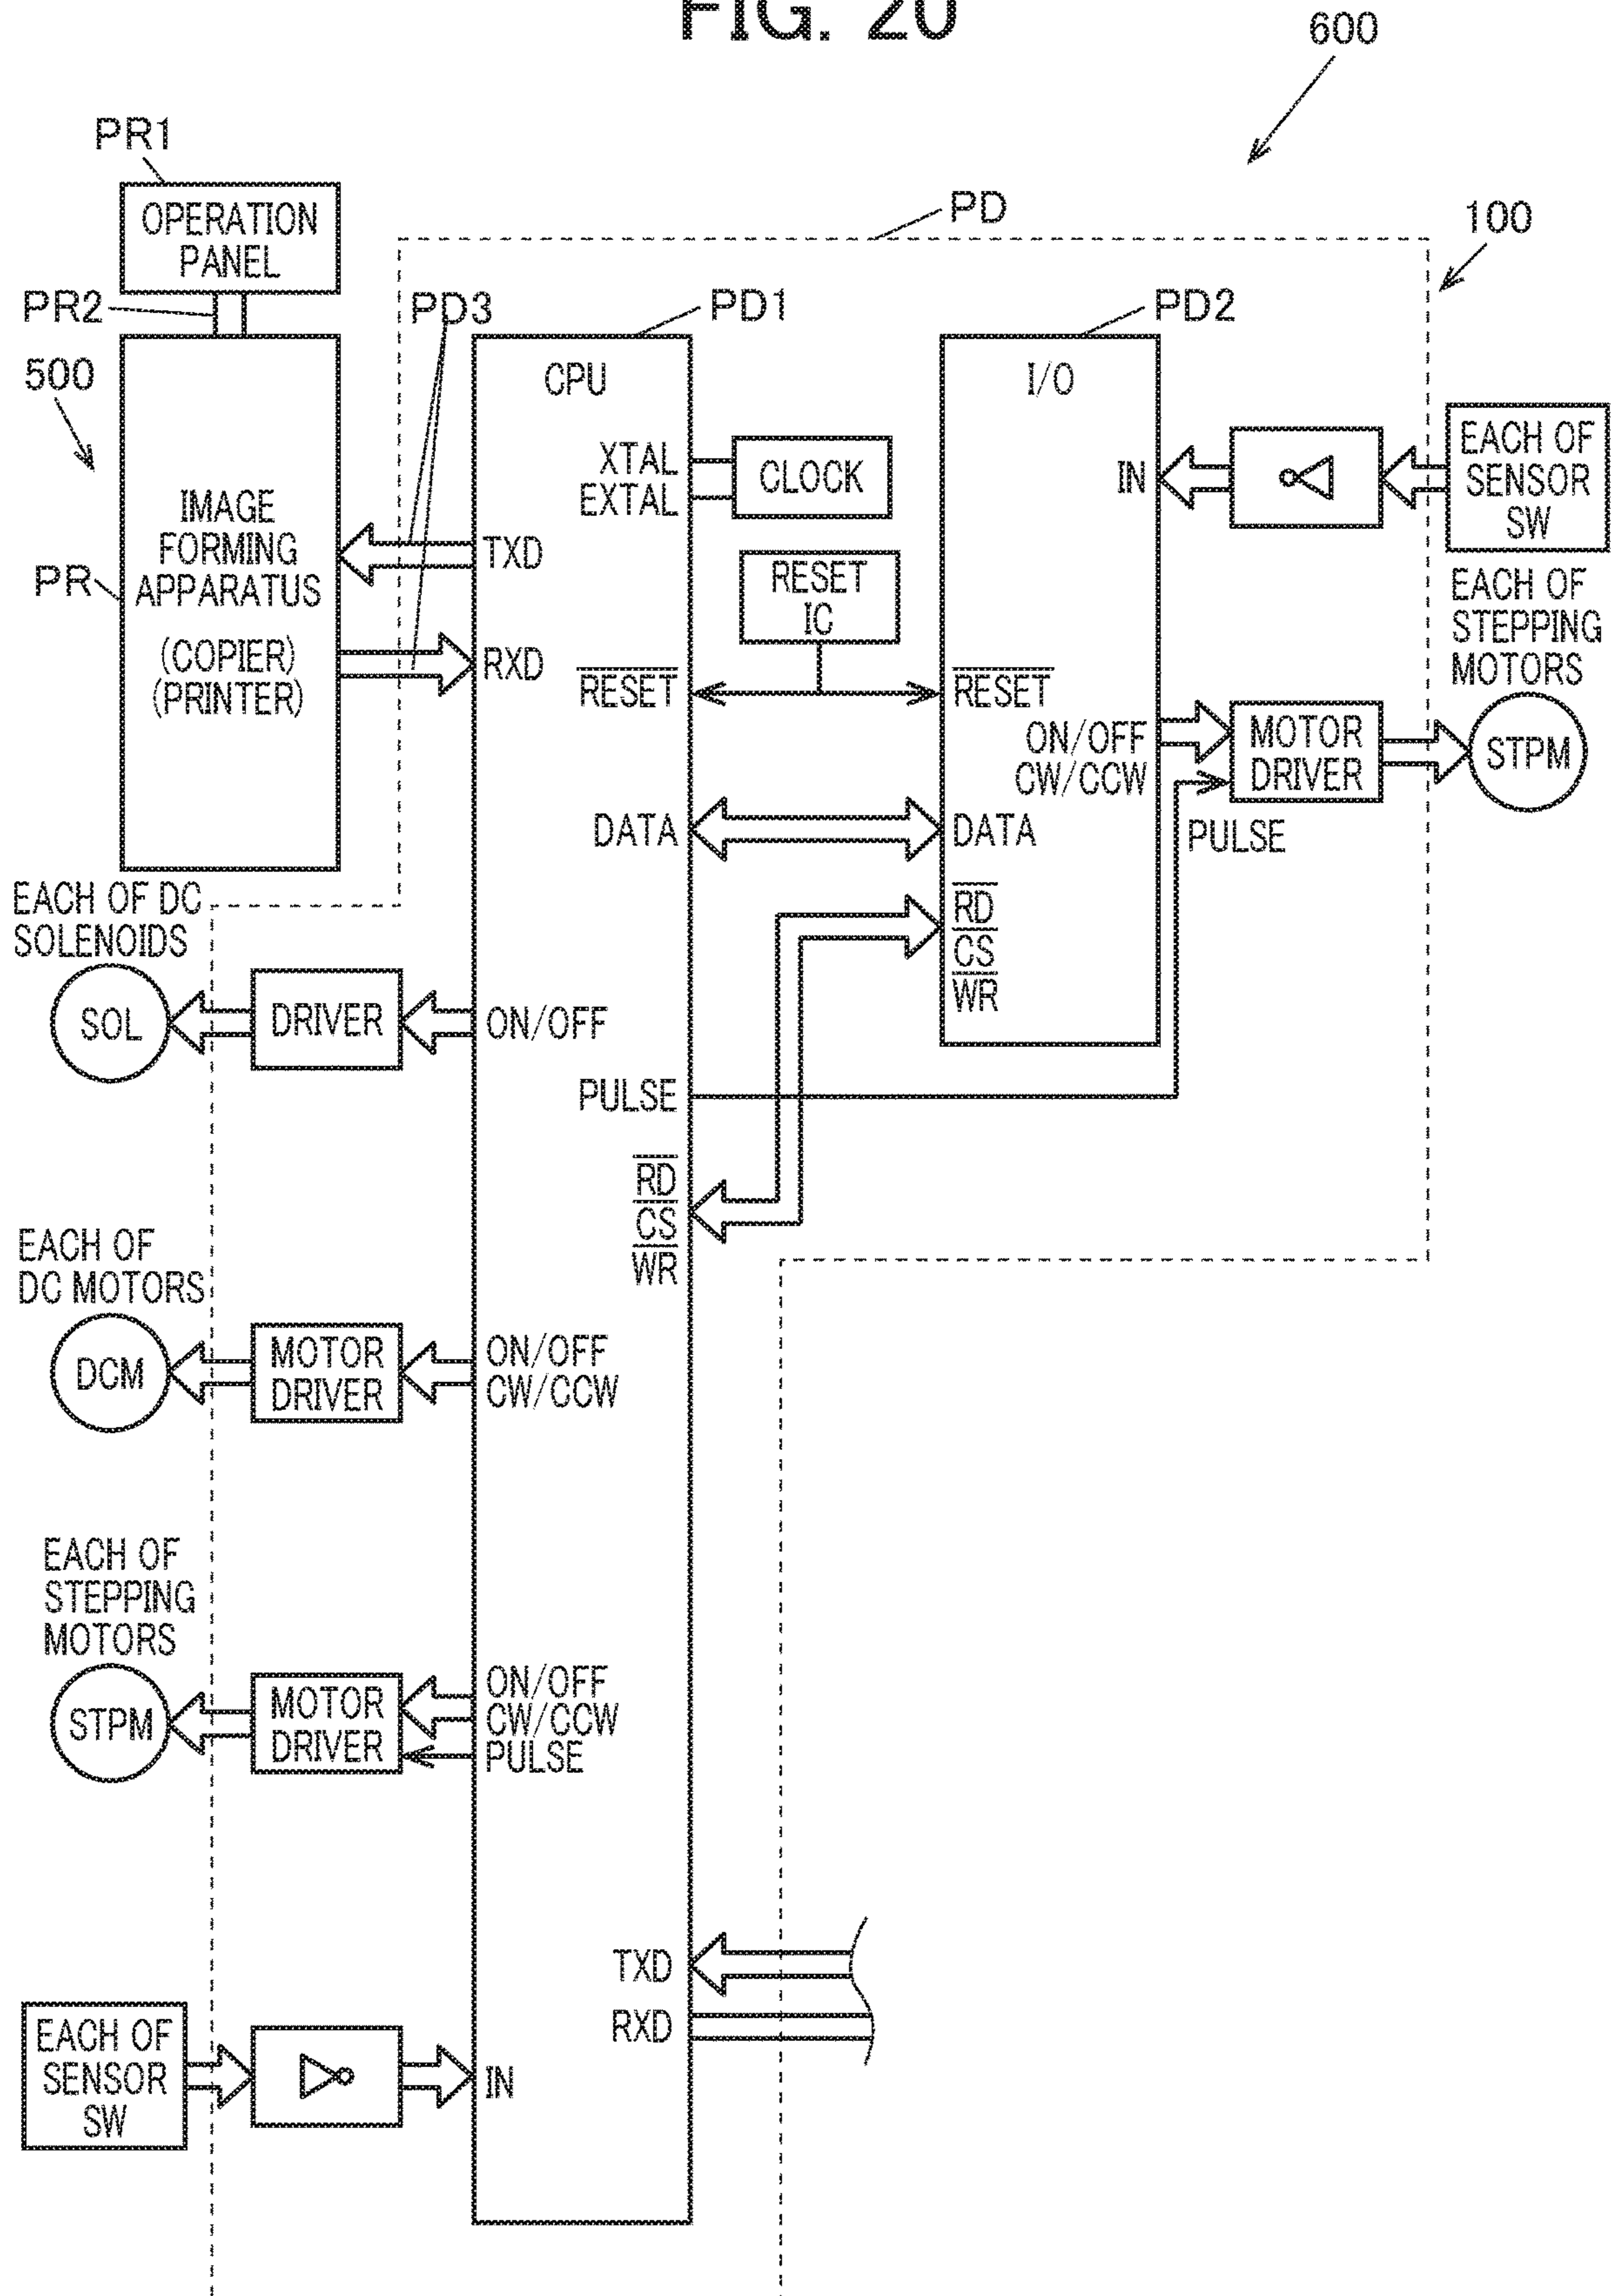 FIG. 20
600
PR1
OPERATION
PANEL
PR2
PD
100
PD3
PD1
PD2
500
CPU
I/O
XTAL
EXTAL
CLOCK
IN
EACH OF
SENSOR
SW
IMAGE
FORMING
APPARATUS
(COPIER)
(PRINTER)
PR
TXD
RXD
RESET
IC
RESET
RESET
EACH OF
STEPPING
MOTORS
ON/OFF
CW/CCW
MOTOR
DRIVER
STPM
PULSE
DATA
DATA
RD
CS
WR
EACH OF DC
SOLENOIDS
SOL
DRIVER
ON/OFF
PULSE
RD
CS
WR
EACH OF
DC MOTORS
DCM
MOTOR
DRIVER
ON/OFF
CW/CCW
EACH OF
STEPPING
MOTORS
STPM
MOTOR
DRIVER
ON/OFF
CW/CCW
PULSE
TXD
RXD
EACH OF
SENSOR
SW
IN